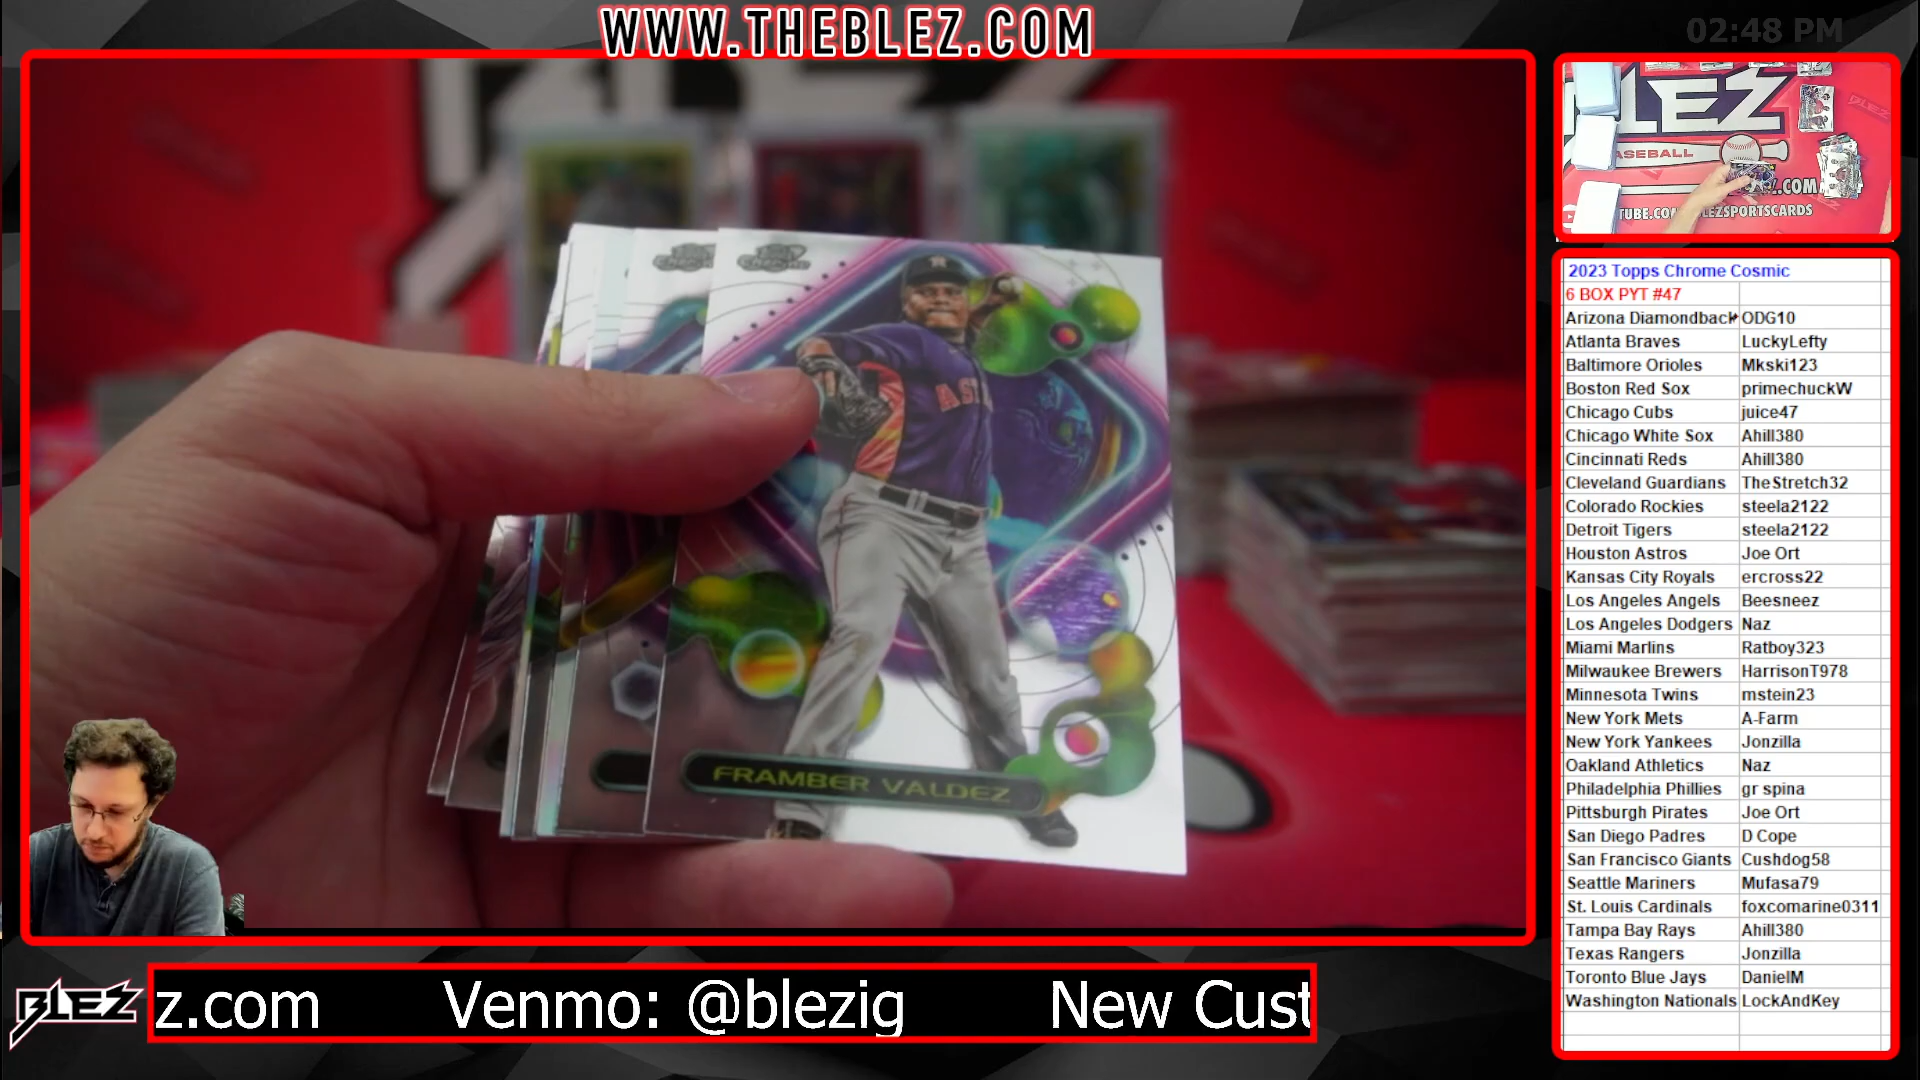 WWW.THEBLEZ.COM
02:48 PM
FRAMBER VALDEZ
BLEZ
ASEBALL
.COM
2023 Topps Chrome Cosmic
6 BOX PYT #47
Arizona Diamondback ODG10
Atlanta Braves LuckyLefty
Baltimore Orioles Mkski123
Boston Red Sox primechuckW
Chicago Cubs juice47
Chicago White Sox Ahill380
Cincinnati Reds Ahill380
Cleveland Guardians TheStretch32
Colorado Rockies steela2122
Detroit Tigers steela2122
Houston Astros Joe Ort
Kansas City Royals ercross22
Los Angeles Angels Beesneez
Los Angeles Dodgers Naz
Miami Marlins Ratboy323
Milwaukee Brewers HarrisonT978
Minnesota Twins mstein23
New York Mets A-Farm
New York Yankees Jonzilla
Oakland Athletics Naz
Philadelphia Phillies gr spina
Pittsburgh Pirates Joe Ort
San Diego Padres D Cope
San Francisco Giants Cushdog58
Seattle Mariners Mufasa79
St. Louis Cardinals foxcomarine0311
Tampa Bay Rays Ahill380
Texas Rangers Jonzilla
Toronto Blue Jays DanielM
Washington Nationals LockAndKey
BLEZ
z.com Venmo: @blezig New Cust